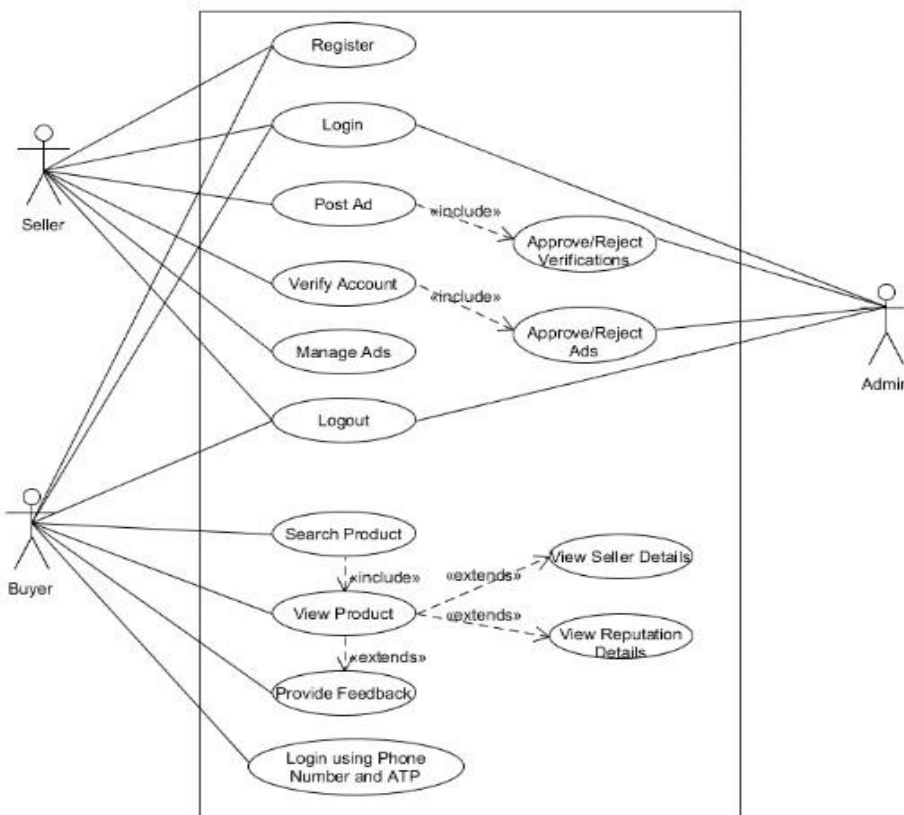 Register
Login
Seller
Post Ad
«include»
Approve/Reject
Verifications
Verify Account
«include»
Approve/Reject
Ads
Manage Ads
Admin
Logout
Search Product
View Seller Details
«include»
«extends»
Buyer
View Product
«extends»
View Reputation
Details
«extends»
Provide Feedback
Login using Phone
Number and ATP